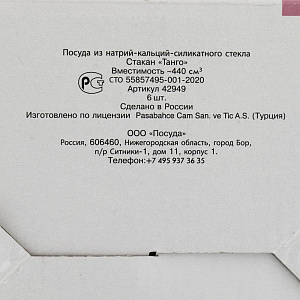 Посуда из натрий-кальций-силикатного стекла
Стакан «Танго»
Вместимость ~440 см³
СТО 55857495-001-2020
Артикул 42949
6 шт.
Сделано в России
Изготовлено по лицензии Pasabahce Cam San. ve Tic A.S. (Турция)
ООО «Посуда»
Россия, 606460, Нижегородская область, город Бор,
п/р Ситники-1, дом 11, корпус 1.
Телефон:+7 495 937 36 35